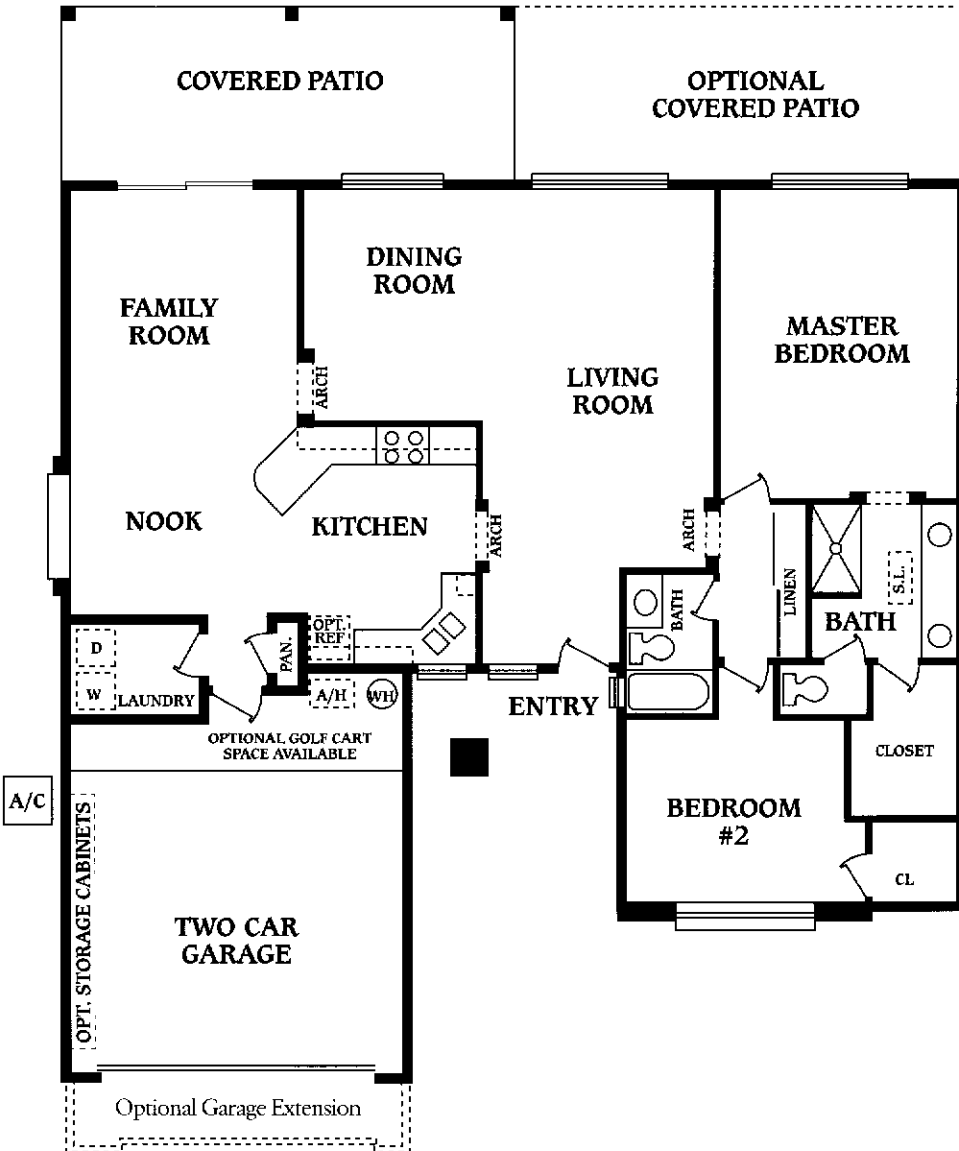 COVERED PATIO
OPTIONAL
COVERED PATIO
DINING
ROOM
FAMILY
ROOM
MASTER
BEDROOM
LIVING
ROOM
ARCH
NOOK
KITCHEN
ARCH
ARCH
LINEN
S.L.
BATH
BATH
OPT.
REF
PAN.
D
W
LAUNDRY
A/H
WH
ENTRY
OPTIONAL GOLF CART
SPACE AVAILABLE
CLOSET
A/C
BEDROOM
#2
CL
OPT. STORAGE CABINETS
TWO CAR
GARAGE
Optional Garage Extension